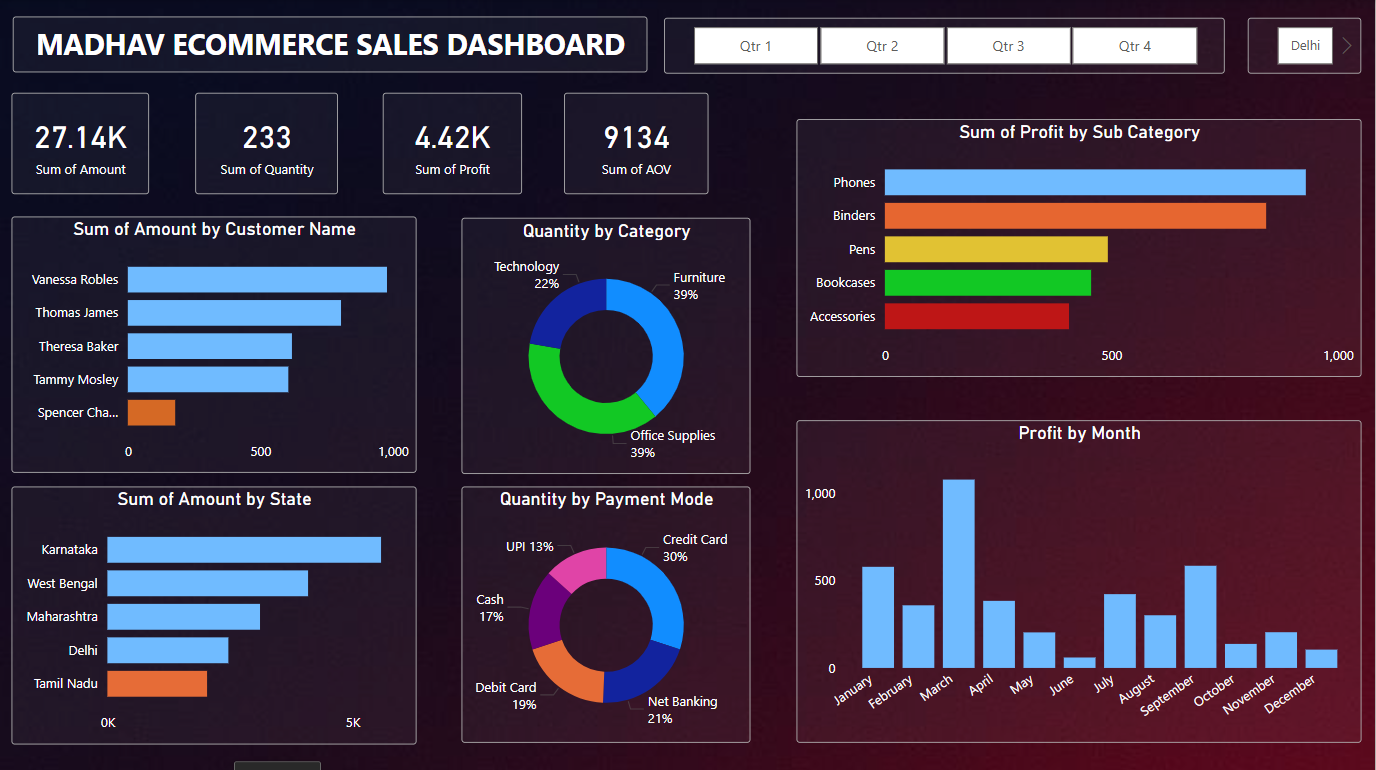 MADHAV ECOMMERCE SALES DASHBOARD
Qtr 1
Qtr 2
Qtr 3
Qtr 4
Delhi
27.14K
Sum of Amount
233
Sum of Quantity
4.42K
Sum of Profit
9134
Sum of AOV
Sum of Profit by Sub Category
Phones
Binders
Pens
Bookcases
Accessories
0 500 1,000
Sum of Amount by Customer Name
Vanessa Robles
Thomas James
Theresa Baker
Tammy Mosley
Spencer Cha...
0 500 1,000
Quantity by Category
Technology
22%
Furniture
39%
Office Supplies
39%
Profit by Month
1,000
500
0
January February March April May June July August September October November December
Sum of Amount by State
Karnataka
West Bengal
Maharashtra
Delhi
Tamil Nadu
0K 5K
Quantity by Payment Mode
UPI 13%
Credit Card
30%
Cash
17%
Debit Card
19%
Net Banking
21%